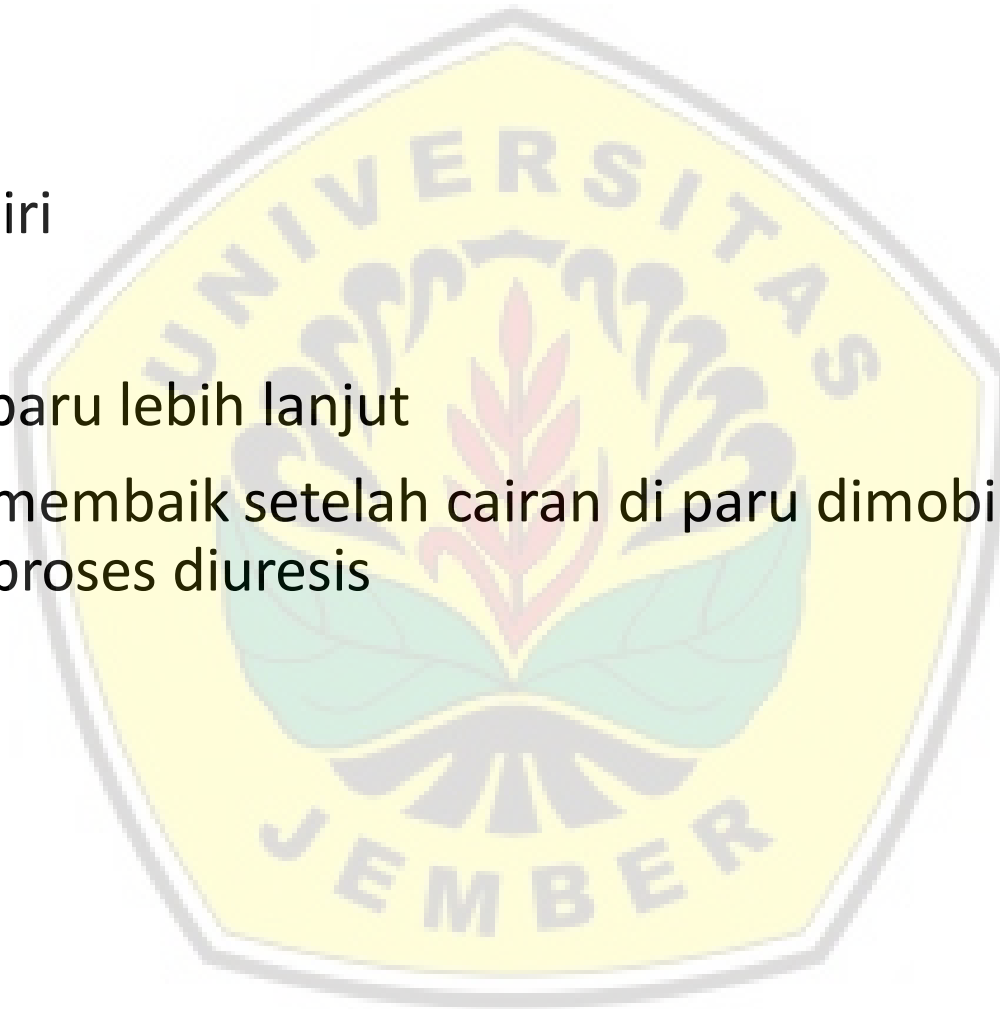 UNIVERSITAS
iri
paru lebih lanjut
membaik setelah cairan di paru dimobi
proses diuresis
JEMBER